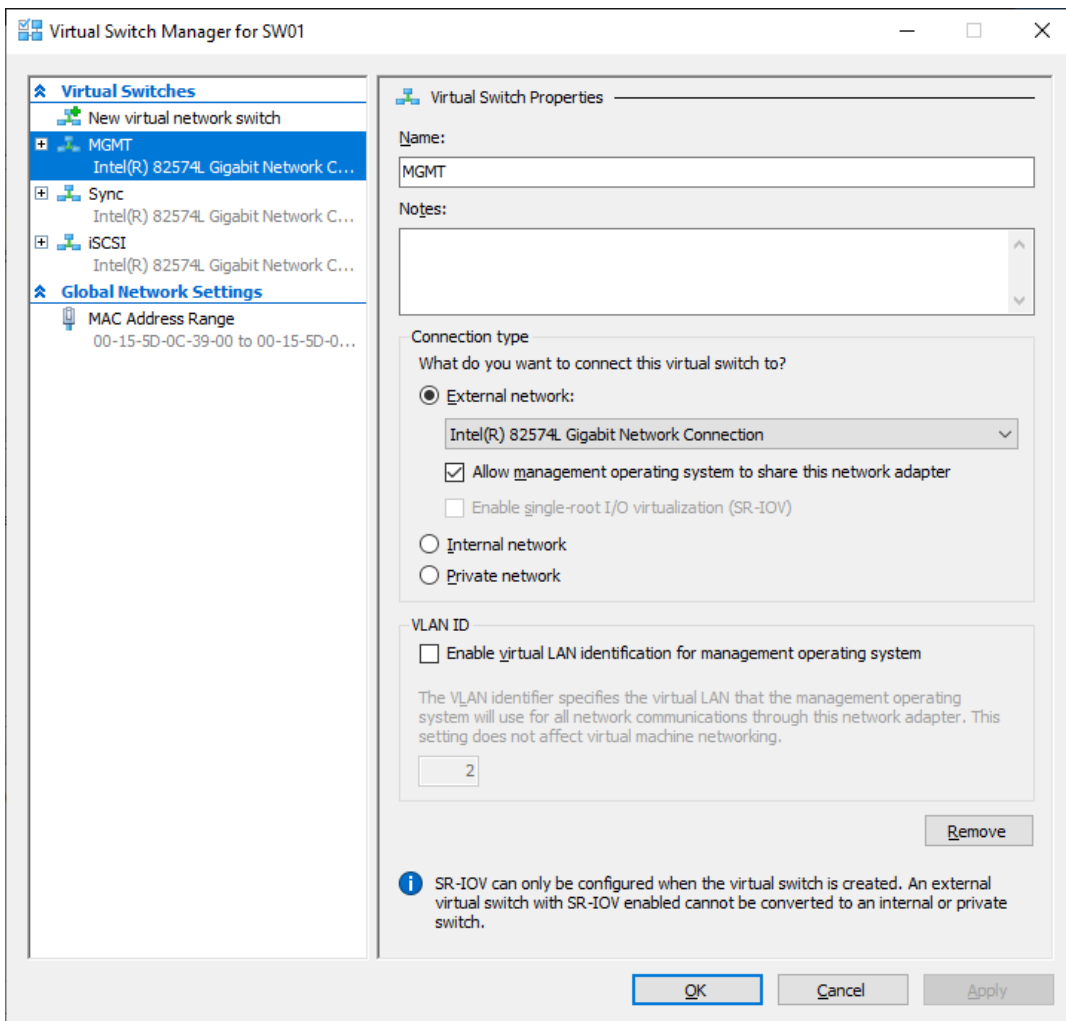 Virtual Switch Manager for SW01
Virtual Switches
New virtual network switch
MGMT
Intel(R) 82574L Gigabit Network C...
Sync
Intel(R) 82574L Gigabit Network C...
iSCSI
Intel(R) 82574L Gigabit Network C...
Global Network Settings
MAC Address Range
00-15-5D-0C-39-00 to 00-15-5D-0...
Virtual Switch Properties
Name:
MGMT
Notes:
Connection type
What do you want to connect this virtual switch to?
External network:
Intel(R) 82574L Gigabit Network Connection
Allow management operating system to share this network adapter
Enable single-root I/O virtualization (SR-IOV)
Internal network
Private network
VLAN ID
Enable virtual LAN identification for management operating system
The VLAN identifier specifies the virtual LAN that the management operating
system will use for all network communications through this network adapter. This
setting does not affect virtual machine networking.
2
Remove
SR-IOV can only be configured when the virtual switch is created. An external
virtual switch with SR-IOV enabled cannot be converted to an internal or private
switch.
OK
Cancel
Apply